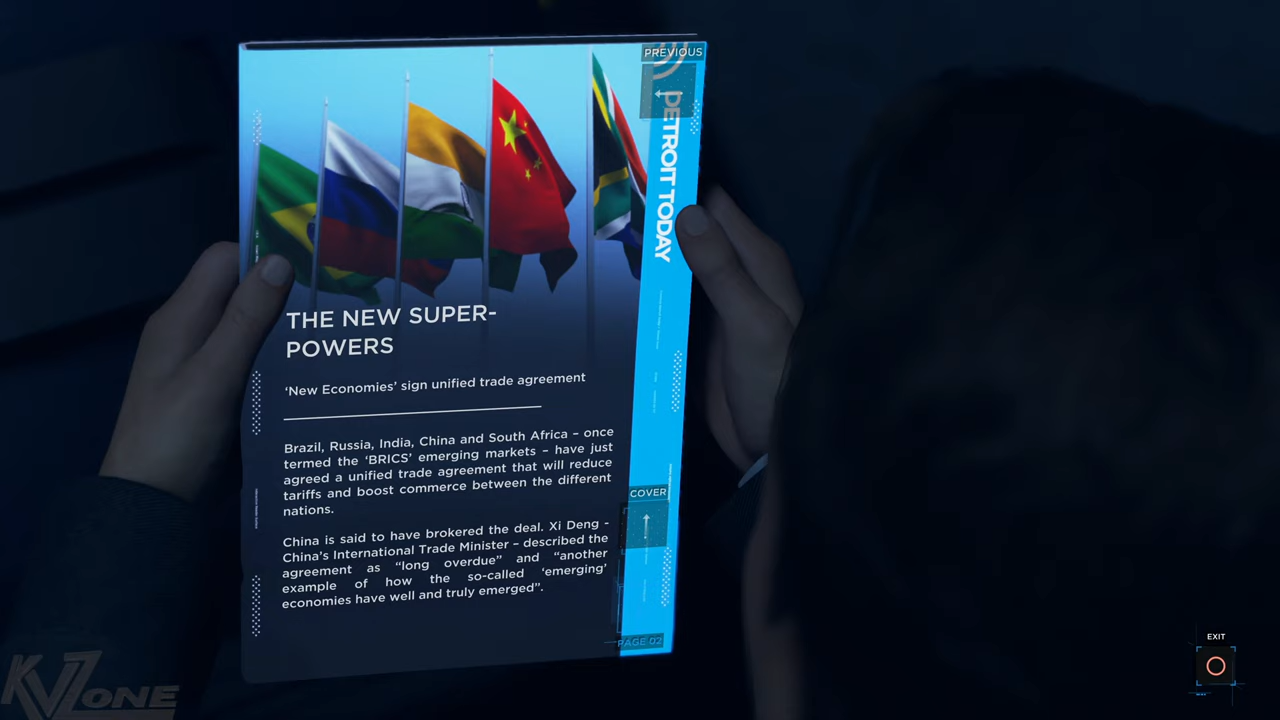 PREVIOUS
DETROIT TODAY
THE NEW SUPER-
POWERS
‘New Economies’ sign unified trade agreement
Brazil, Russia, India, China and South Africa – once
termed the ‘BRICS’ emerging markets – have just
agreed a unified trade agreement that will reduce
tariffs and boost commerce between the different
nations.
China is said to have brokered the deal. Xi Deng -
China’s International Trade Minister – described the
agreement as “long overdue” and “another
example of how the so-called ‘emerging’
economies have well and truly emerged”.
COVER
PAGE 02
EXIT
KVZONE